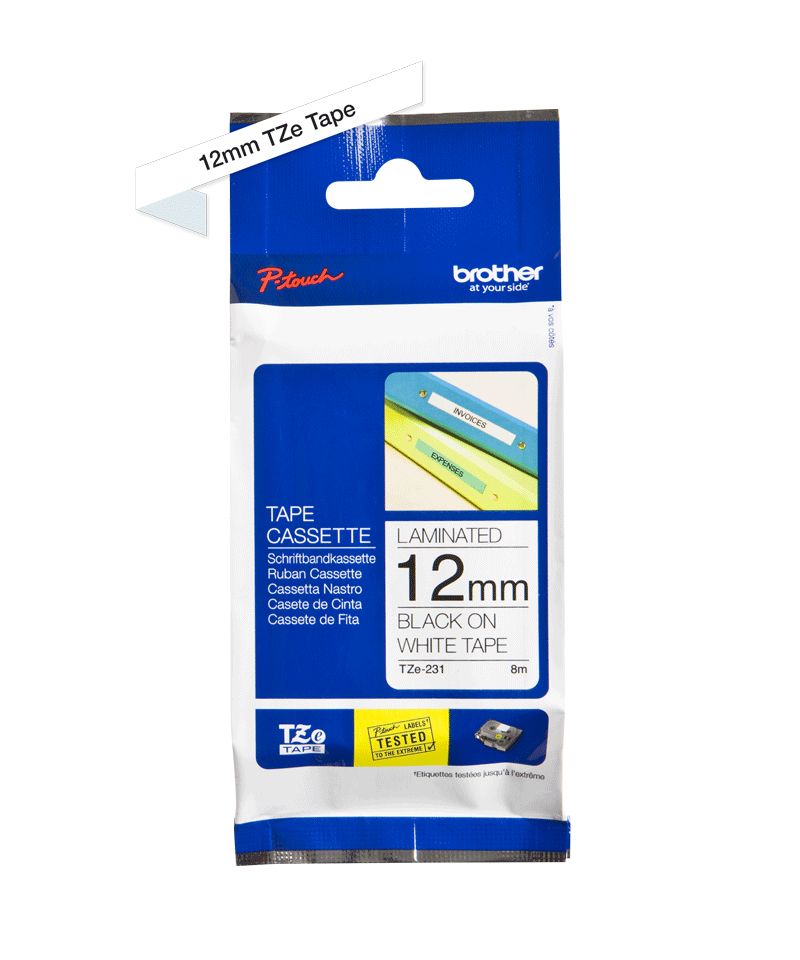 12mm TZe Tape
P-touch
brother
at your side*
*à vos côtés
INVOICES
EXPENSES
TAPE
CASSETTE
Schriftbandkassette
Ruban Cassette
Cassetta Nastro
Casete de Cinta
Cassete de Fita
LAMINATED
12mm
BLACK ON
WHITE TAPE
TZe-231 8m
TZe
TAPE
P-touch LABELS†
TESTED
TO THE EXTREME
†Etiquettes testées jusqu'à l'extrême